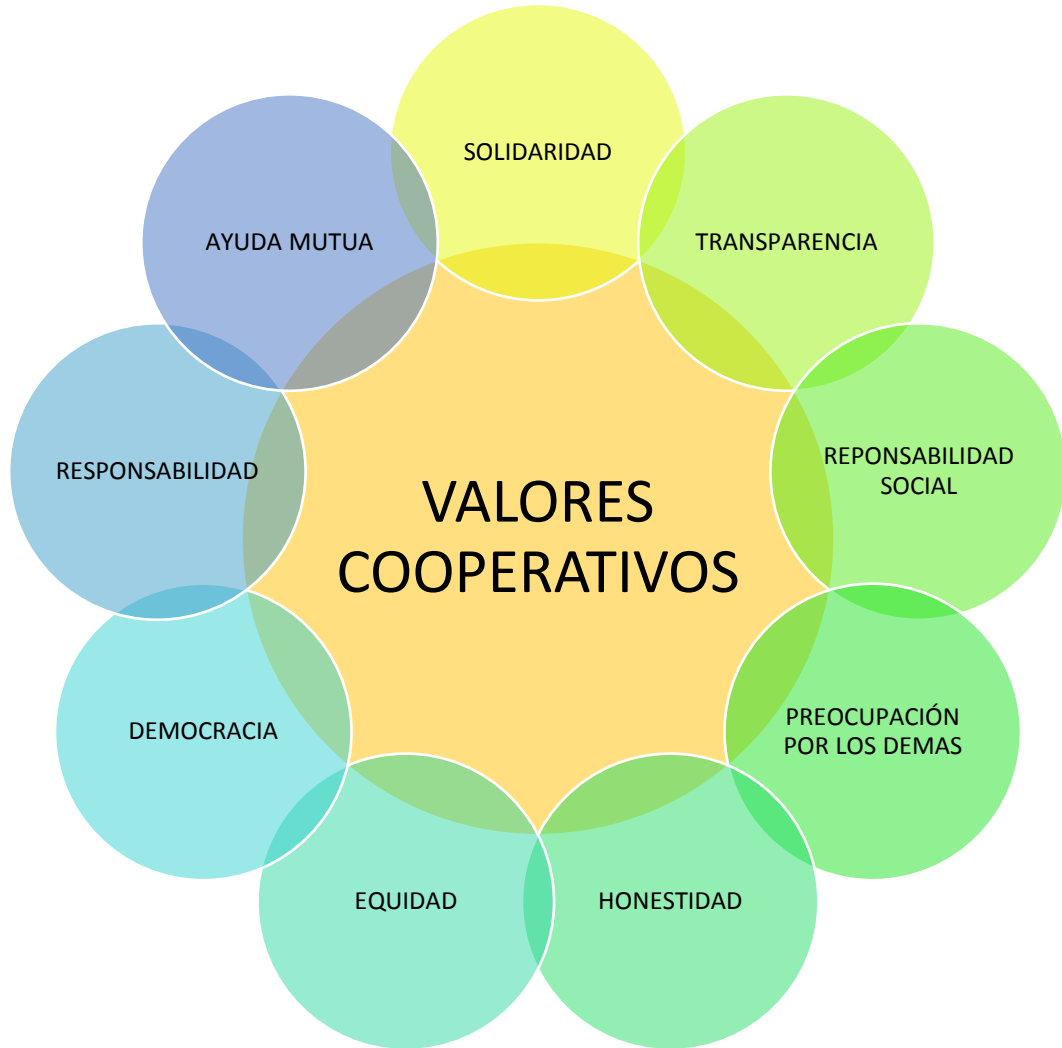 SOLIDARIDAD
TRANSPARENCIA
REPONSABILIDAD
SOCIAL
PREOCUPACIÓN
POR LOS DEMAS
HONESTIDAD
EQUIDAD
DEMOCRACIA
RESPONSABILIDAD
AYUDA MUTUA
VALORES
COOPERATIVOS